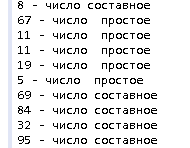 8 - число составное
67 - число  простое
11 - число  простое
11 - число  простое
19 - число  простое
5 - число  простое
69 - число составное
84 - число составное
32 - число составное
95 - число составное